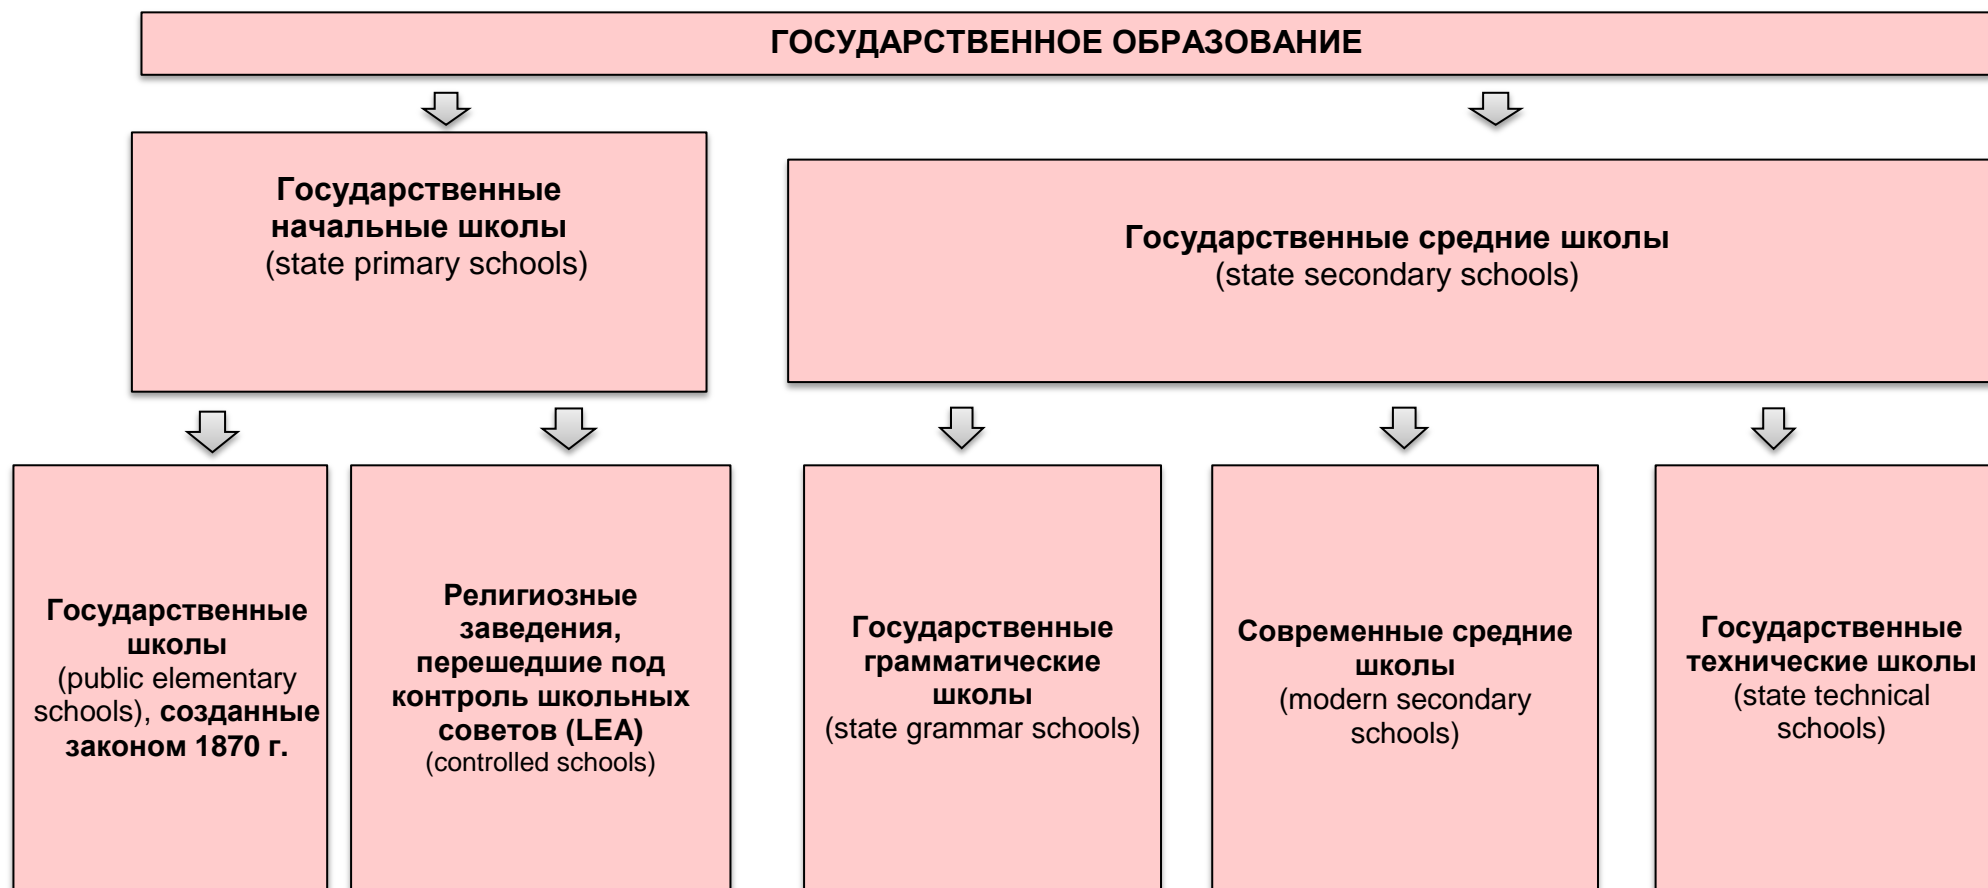 ГОСУДАРСТВЕННОЕ ОБРАЗОВАНИЕ
Государственные
начальные школы
(state primary schools)
Государственные средние школы
(state secondary schools)
Государственные
школы
(public elementary
schools), созданные
законом 1870 г.
Религиозные
заведения,
перешедшие под
контроль школьных
советов (LEA)
(controlled schools)
Государственные
грамматические
школы
(state grammar schools)
Современные средние
школы
(modern secondary
schools)
Государственные
технические школы
(state technical
schools)